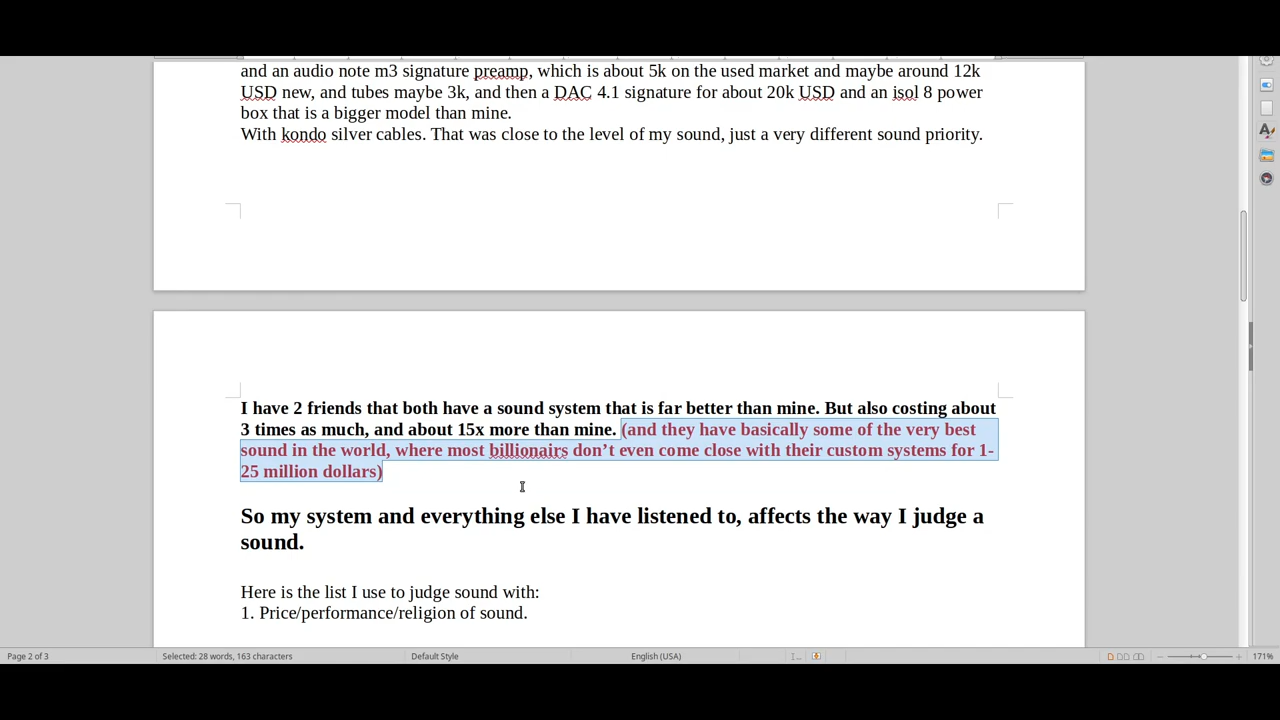 and an audio note m3 signature preamp, which is about 5k on the used market and maybe around 12k
USD new, and tubes maybe 3k, and then a DAC 4.1 signature for about 20k USD and an isol 8 power
box that is a bigger model than mine.
With kondo silver cables. That was close to the level of my sound, just a very different sound priority.
I have 2 friends that both have a sound system that is far better than mine. But also costing about
3 times as much, and about 15x more than mine. (and they have basically some of the very best
sound in the world, where most billionairs don’t even come close with their custom systems for 1-
25 million dollars)
So my system and everything else I have listened to, affects the way I judge a
sound.
Here is the list I use to judge sound with:
1. Price/performance/religion of sound.
Page 2 of 3
Selected: 28 words, 163 characters
Default Style
English (USA)
171%